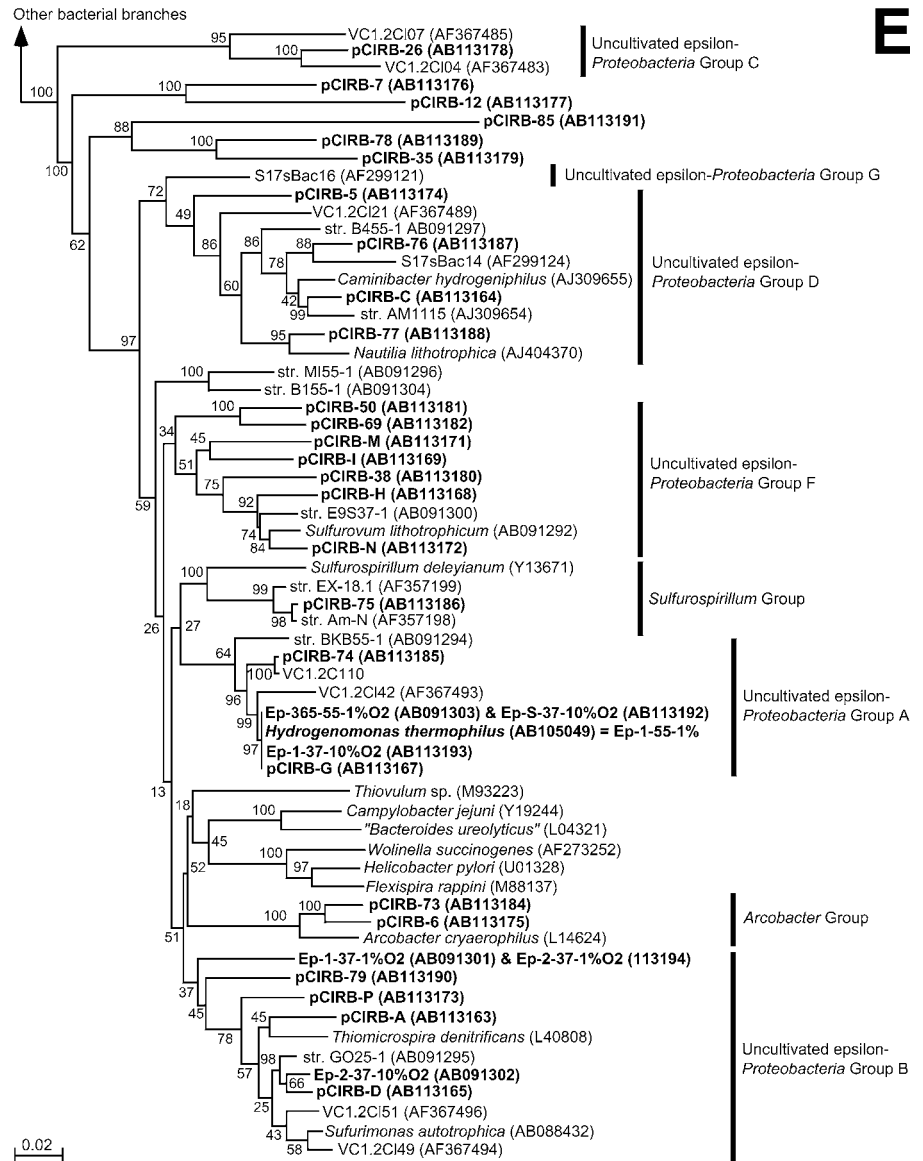 Other bacterial branches
E
VC1.2Cl07 (AF367485)
95
100
pCIRB-26 (AB113178)
VC1.2Cl04 (AF367483)
Uncultivated epsilon-
Proteobacteria Group C
100
100
pCIRB-7 (AB113176)
pCIRB-12 (AB113177)
pCIRB-85 (AB113191)
88
100
pCIRB-78 (AB113189)
pCIRB-35 (AB113179)
100
S17sBac16 (AF299121)
Uncultivated epsilon-Proteobacteria Group G
72
pCIRB-5 (AB113174)
49
VC1.2Cl21 (AF367489)
62
86
86
str. B455-1 AB091297)
88
pCIRB-76 (AB113187)
78
S17sBac14 (AF299124)
Uncultivated epsilon-
Proteobacteria Group D
Caminibacter hydrogeniphilus (AJ309655)
60
42
pCIRB-C (AB113164)
99
str. AM1115 (AJ309654)
95
pCIRB-77 (AB113188)
97
Nautilia lithotrophica (AJ404370)
100
str. MI55-1 (AB091296)
str. B155-1 (AB091304)
100
pCIRB-50 (AB113181)
pCIRB-69 (AB113182)
34
45
pCIRB-M (AB113171)
51
pCIRB-I (AB113169)
Uncultivated epsilon-
Proteobacteria Group F
75
pCIRB-38 (AB113180)
92
pCIRB-H (AB113168)
59
str. E9S37-1 (AB091300)
74
Sulfurovum lithotrophicum (AB091292)
84
pCIRB-N (AB113172)
100
Sulfurospirillum deleyianum (Y13671)
99
str. EX-18.1 (AF357199)
pCIRB-75 (AB113186)
98
str. Am-N (AF357198)
Sulfurospirillum Group
26
27
str. BKB55-1 (AB091294)
64
pCIRB-74 (AB113185)
100
VC1.2C110
96
VC1.2Cl42 (AF367493)
99
Ep-365-55-1%O2 (AB091303) & Ep-S-37-10%O2 (AB113192)
Hydrogenomonas thermophilus (AB105049) = Ep-1-55-1%
97
Ep-1-37-10%O2 (AB113193)
pCIRB-G (AB113167)
Uncultivated epsilon-
Proteobacteria Group A
13
Thiovulum sp. (M93223)
18
100
Campylobacter jejuni (Y19244)
"Bacteroides ureolyticus" (L04321)
45
100
Wolinella succinogenes (AF273252)
52
97
Helicobacter pylori (U01328)
Flexispira rappini (M88137)
100
pCIRB-73 (AB113184)
100
pCIRB-6 (AB113175)
Arcobacter cryaerophilus (L14624)
Arcobacter Group
51
Ep-1-37-1%O2 (AB091301) & Ep-2-37-1%O2 (113194)
37
pCIRB-79 (AB113190)
45
pCIRB-P (AB113173)
78
45
pCIRB-A (AB113163)
Thiomicrospira denitrificans (L40808)
98
str. GO25-1 (AB091295)
57
Ep-2-37-10%O2 (AB091302)
66
pCIRB-D (AB113165)
Uncultivated epsilon-
Proteobacteria Group B
25
VC1.2Cl51 (AF367496)
43
Sufurimonas autotrophica (AB088432)
58
VC1.2Cl49 (AF367494)
0.02